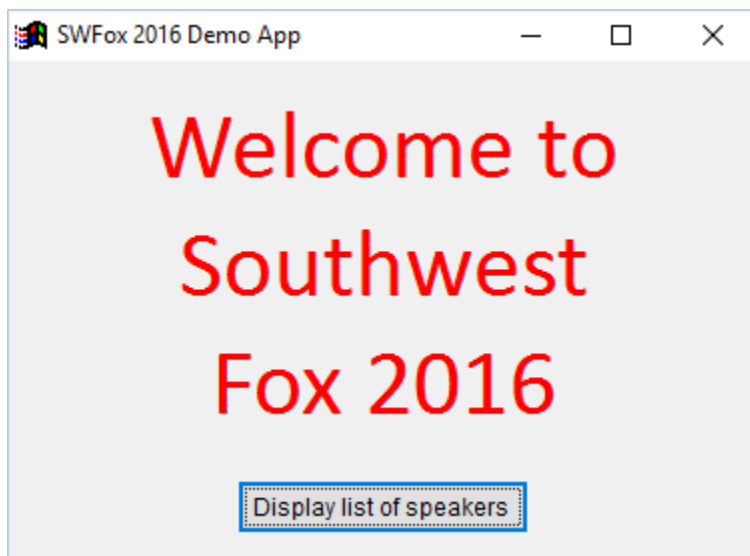 SWFox 2016 Demo App
Welcome to
Southwest
Fox 2016
Display list of speakers